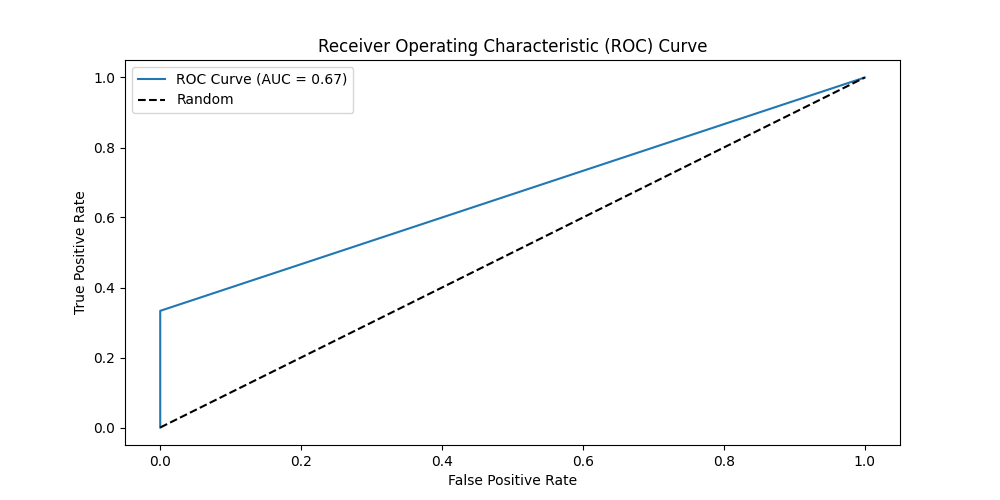 Receiver Operating Characteristic (ROC) Curve
ROC Curve (AUC = 0.67)
Random
True Positive Rate
1.0
0.8
0.6
0.4
0.2
0.0
0.0 0.2 0.4 0.6 0.8 1.0
False Positive Rate